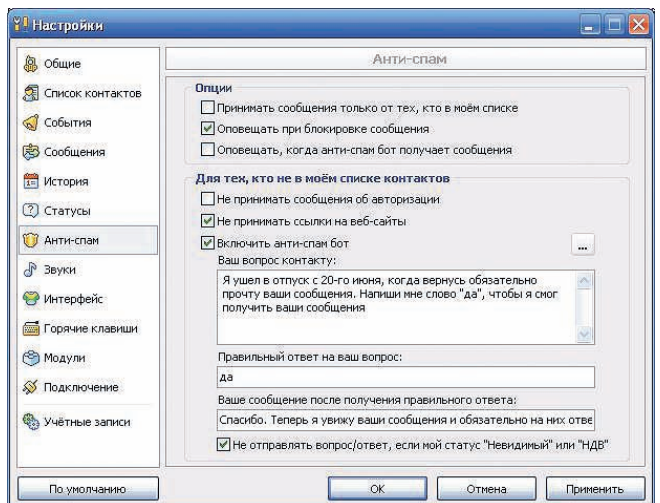 Настройки
Общие
Список контактов
События
Сообщения
История
Статусы
Анти-спам
Звуки
Интерфейс
Горячие клавиши
Модули
Подключение
Учётные записи
Анти-спам
Опции
Принимать сообщения только от тех, кто в моём списке
Оповещать при блокировке сообщения
Оповещать, когда анти-спам бот получает сообщения
Для тех, кто не в моём списке контактов
Не принимать сообщения об авторизации
Не принимать ссылки на веб-сайты
Включить анти-спам бот
...
Ваш вопрос контакту:
Я ушел в отпуск с 20-го июня, когда вернусь обязательно
прочту ваши сообщения. Напиши мне слово "да", чтобы я смог
получить ваши сообщения
Правильный ответ на ваш вопрос:
да
Ваше сообщение после получения правильного ответа:
Спасибо. Теперь я увижу ваши сообщения и обязательно на них отве
Не отправлять вопрос/ответ, если мой статус "Невидимый" или "НДВ"
По умолчанию
OK
Отмена
Применить